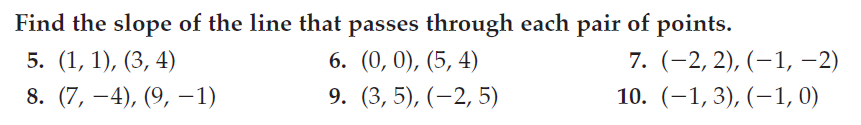 Find the slope of the line that passes through each pair of points.
5. (1, 1), (3, 4) 6. (0, 0), (5, 4) 7. (−2, 2), (−1, −2)
8. (7, −4), (9, −1) 9. (3, 5), (−2, 5) 10. (−1, 3), (−1, 0)